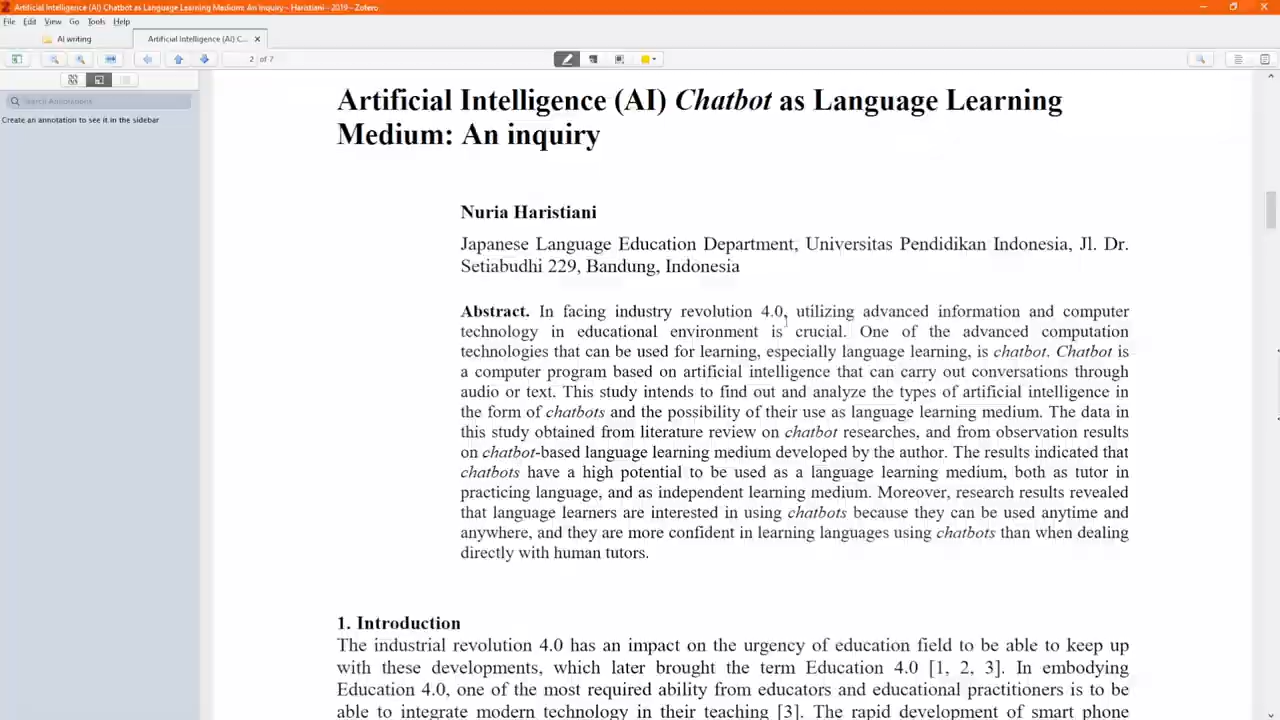 Artificial Intelligence (AI) Chatbot as Language Learning Medium: An inquiry - Haristiani - 2019 - Zotero
File Edit View Go Tools Help
AI writing
Artificial Intelligence (AI) C...
2 of 7
Search Annotations
Create an annotation to see it in the sidebar
Artificial Intelligence (AI) Chatbot as Language Learning
Medium: An inquiry
Nuria Haristiani
Japanese Language Education Department, Universitas Pendidikan Indonesia, Jl. Dr.
Setiabudhi 229, Bandung, Indonesia
Abstract. In facing industry revolution 4.0, utilizing advanced information and computer
technology in educational environment is crucial. One of the advanced computation
technologies that can be used for learning, especially language learning, is chatbot. Chatbot is
a computer program based on artificial intelligence that can carry out conversations through
audio or text. This study intends to find out and analyze the types of artificial intelligence in
the form of chatbots and the possibility of their use as language learning medium. The data in
this study obtained from literature review on chatbot researches, and from observation results
on chatbot-based language learning medium developed by the author. The results indicated that
chatbots have a high potential to be used as a language learning medium, both as tutor in
practicing language, and as independent learning medium. Moreover, research results revealed
that language learners are interested in using chatbots because they can be used anytime and
anywhere, and they are more confident in learning languages using chatbots than when dealing
directly with human tutors.
1. Introduction
The industrial revolution 4.0 has an impact on the urgency of education field to be able to keep up
with these developments, which later brought the term Education 4.0 [1, 2, 3]. In embodying
Education 4.0, one of the most required ability from educators and educational practitioners is to be
able to integrate modern technology in their teaching [3]. The rapid development of smart phone